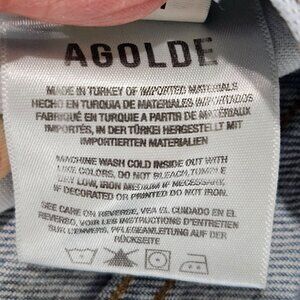 AGOLDE
MADE IN TURKEY OF IMPORTED MATERIALS
HECHO EN TURQUIA DE MATERIALES IMPORTADOS
FABRIQUÉ EN TURQUIE A PARTIR DE MATÉRIAUX
IMPORTÉS, IN DER TÜRKEI HERGESTELLT MIT
IMPORTIERTEN MATERIALIEN
MACHINE WASH COLD INSIDE OUT WITH
LIKE COLORS, DO NOT BLEACH, TUMBLE
DRY LOW, IRON MEDIUM IF NECESSARY,
IF DECORATED OR PRINTED DO NOT IRON.
SEE CARE ON REVERSE, VEA EL CUIDADO EN EL
REVERSO, VOIR LES INSTRUCTIONS D'ENTRETIEN
SUR L'ENVERS, PFLEGEANLEITUNG AUF DER
RÜCKSEITE